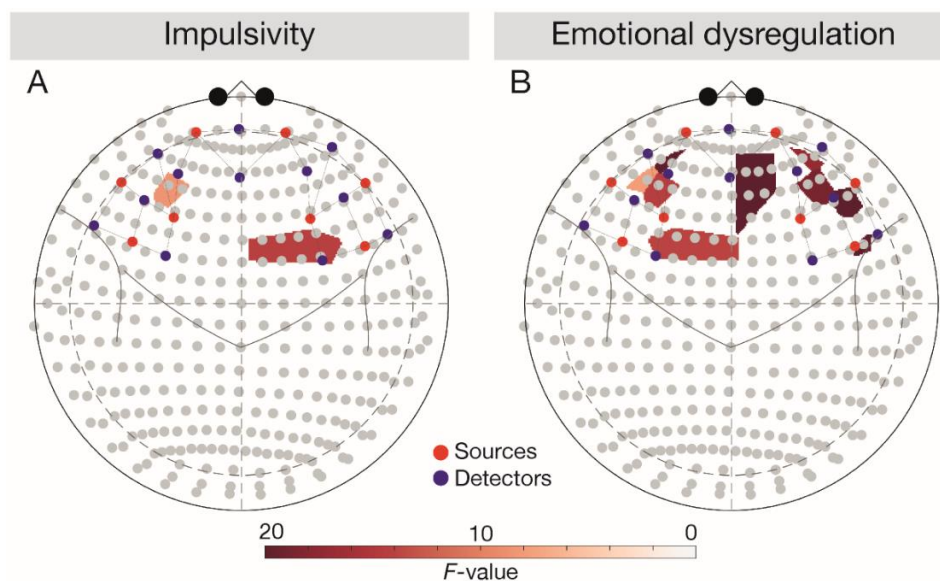 Impulsivity
Emotional dysregulation
A
B
Sources
Detectors
20 10 0
F-value